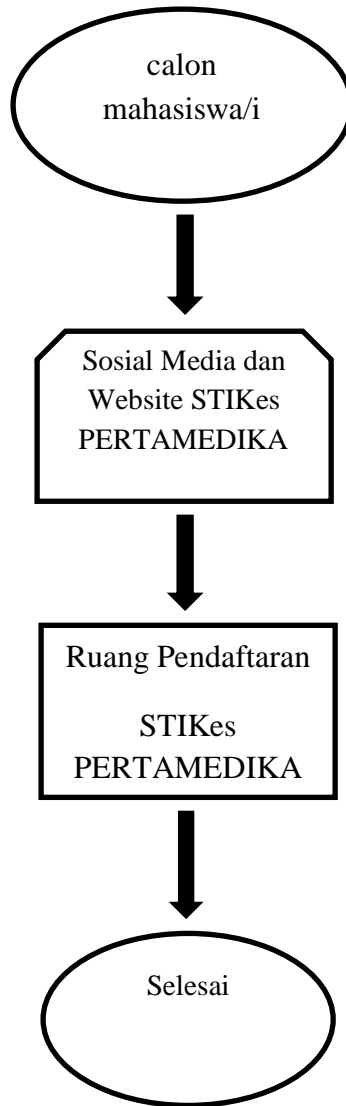 calon
mahasiswa/i
Sosial Media dan
Website STIKes
PERTAMEDIKA
Ruang Pendaftaran
STIKes
PERTAMEDIKA
Selesai